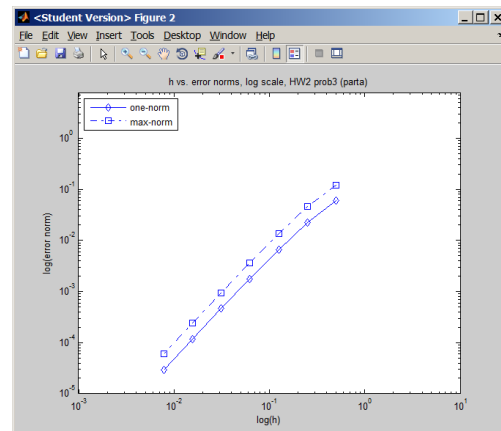 <Student Version> Figure 2
File Edit View Insert Tools Desktop Window Help
h vs. error norms, log scale, HW2 prob3 (parta)
one-norm
max-norm
log(error norm)
10^0
10^-1
10^-2
10^-3
10^-4
10^-5
10^-3 10^-2 10^-1 10^0 10^1
log(h)